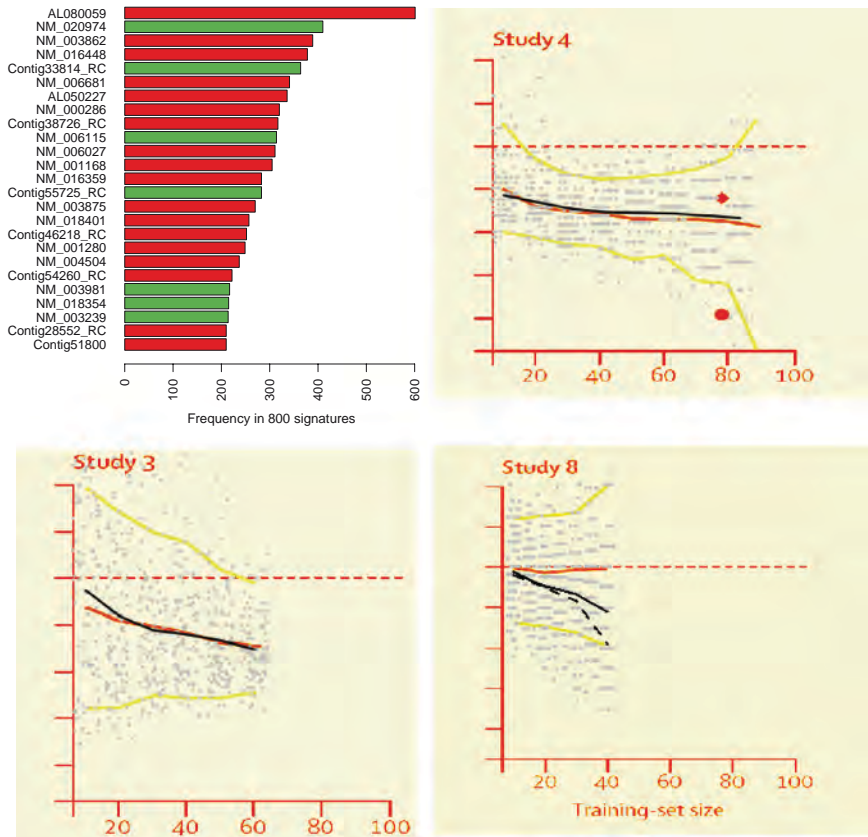 AL080059
NM_020974
NM_003862
NM_016448
Contig33814_RC
NM_006681
AL050227
NM_000286
Contig38726_RC
NM_006115
NM_006027
NM_001168
NM_016359
Contig55725_RC
NM_003875
NM_018401
Contig46218_RC
NM_001280
NM_004504
Contig54260_RC
NM_003981
NM_018354
NM_003239
Contig28552_RC
Contig51800
0 100 200 300 400 500 600
Frequency in 800 signatures
Study 4
20 40 60 80 100
Study 3
20 40 60 80 100
Study 8
20 40 60 80 100
Training-set size